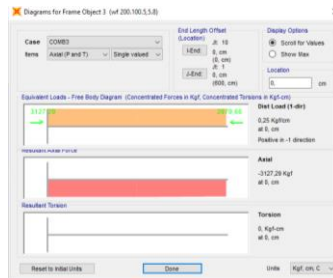 Diagrams for Frame Object 3 (wf 200.100.5,5.8)
End Length Offset
(Location)
Display Options
Case COMB3
Items Axial (P and T) Single valued
I-End: Jt: 10
0, cm
(0, cm)
J-End: Jt: 1
0, cm
(600, cm)
Scroll for Values
Show Max
Location
0, cm
Equivalent Loads - Free Body Diagram (Concentrated Forces in Kgf, Concentrated Torsions in Kgf-cm)
Dist Load (1-dir)
0,25 Kgf/cm
at 0, cm
Positive in -1 direction
Resultant Axial Force
Axial
-3127,28 Kgf
at 0, cm
Resultant Torsion
Torsion
0, Kgf-cm
at 0, cm
Reset to Initial Units
Done
Units Kgf, cm, C